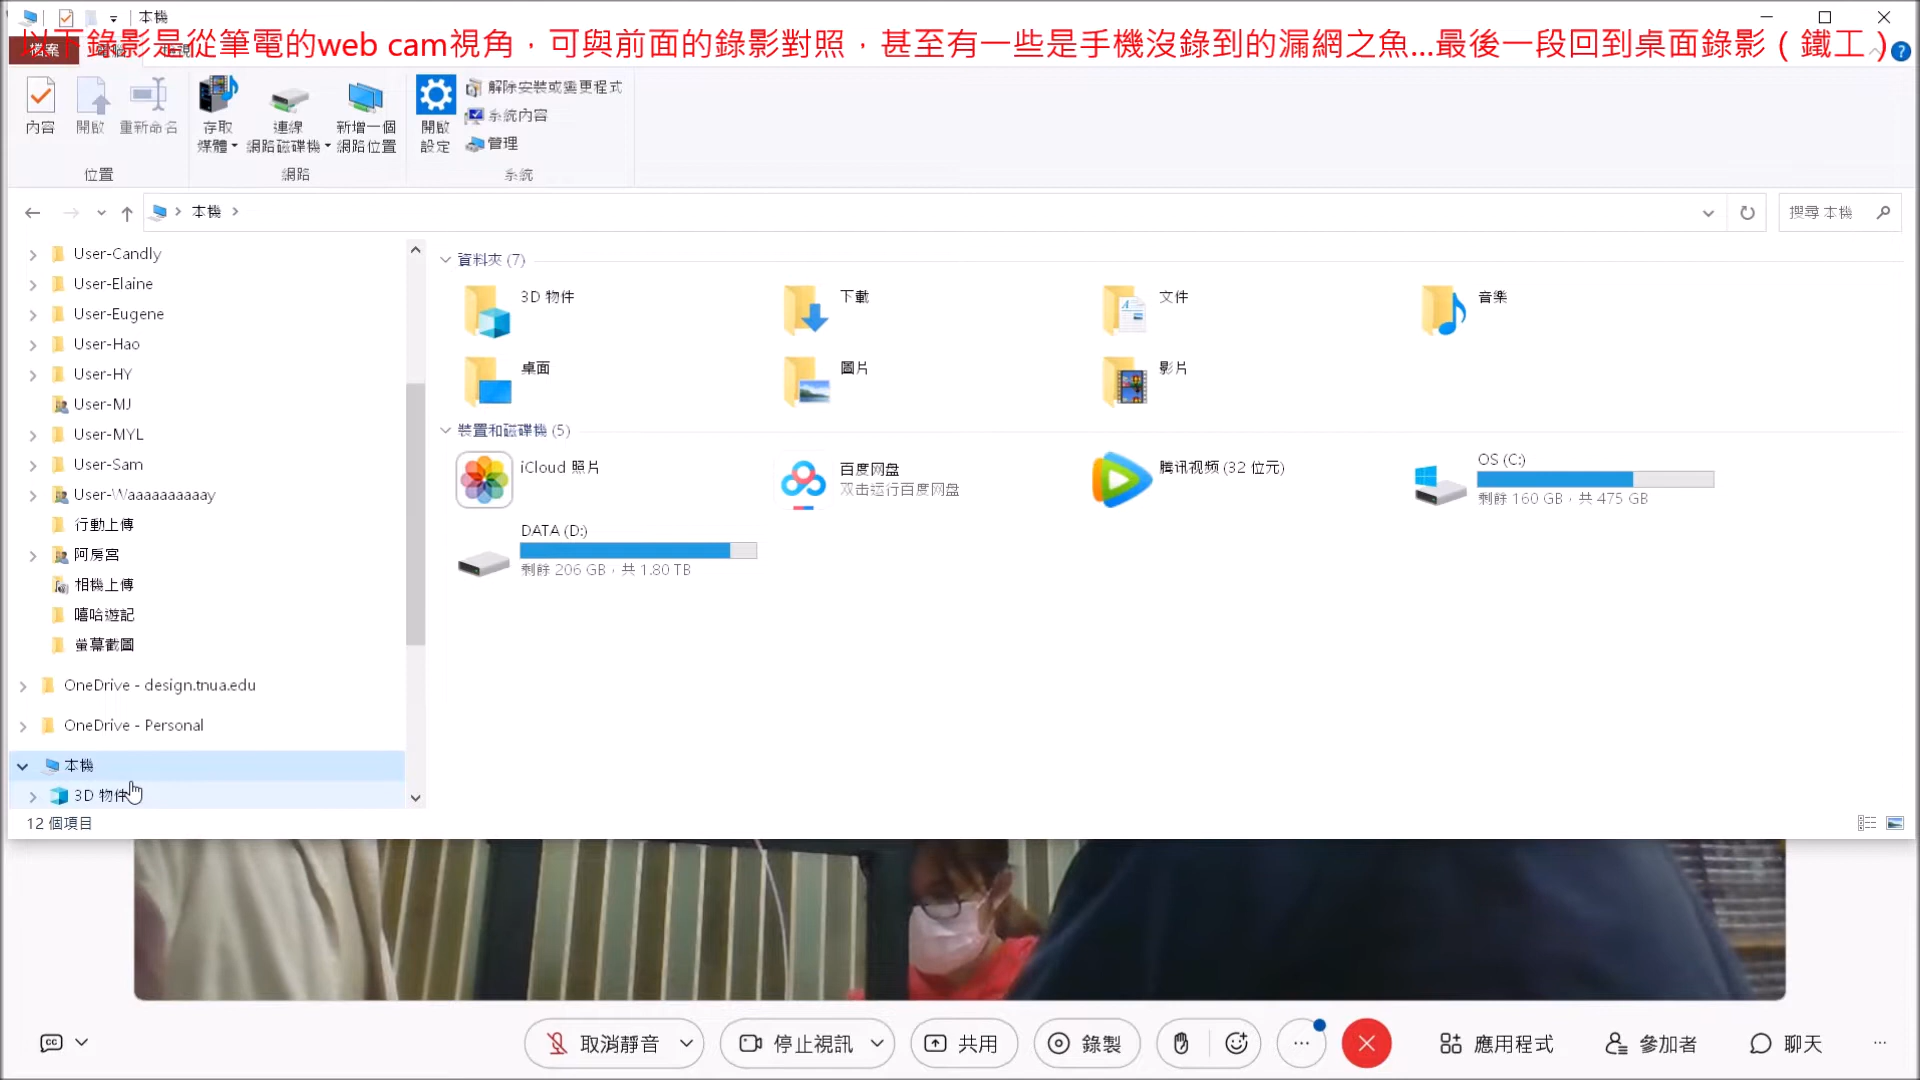 本機
以下錄影是從筆電的web cam視角，可與前面的錄影對照，甚至有一些是手機沒錄到的漏網之魚...最後一段回到桌面錄影（鐵工）
檔案
內容
開啟
重新命名
存取
媒體
連線
網路磁碟機
新增一個
網路位置
開啟
設定
解除安裝或變更程式
系統內容
管理
位置
網路
系統
本機
搜尋 本機
User-Candly
User-Elaine
User-Eugene
User-Hao
User-HY
User-MJ
User-MYL
User-Sam
User-Waaaaaaaaaay
行動上傳
阿房宮
相機上傳
嘻哈遊記
螢幕截圖
OneDrive - design.tnua.edu
OneDrive - Personal
本機
3D 物件
12 個項目
資料夾 (7)
3D 物件
下載
文件
音樂
桌面
圖片
影片
裝置和磁碟機 (5)
iCloud 照片
百度网盘
双击运行百度网盘
腾讯视频 (32 位元)
OS (C:)
剩餘 160 GB，共 475 GB
DATA (D:)
剩餘 206 GB，共 1.80 TB
CC
取消靜音
停止視訊
共用
錄製
應用程式
參加者
聊天